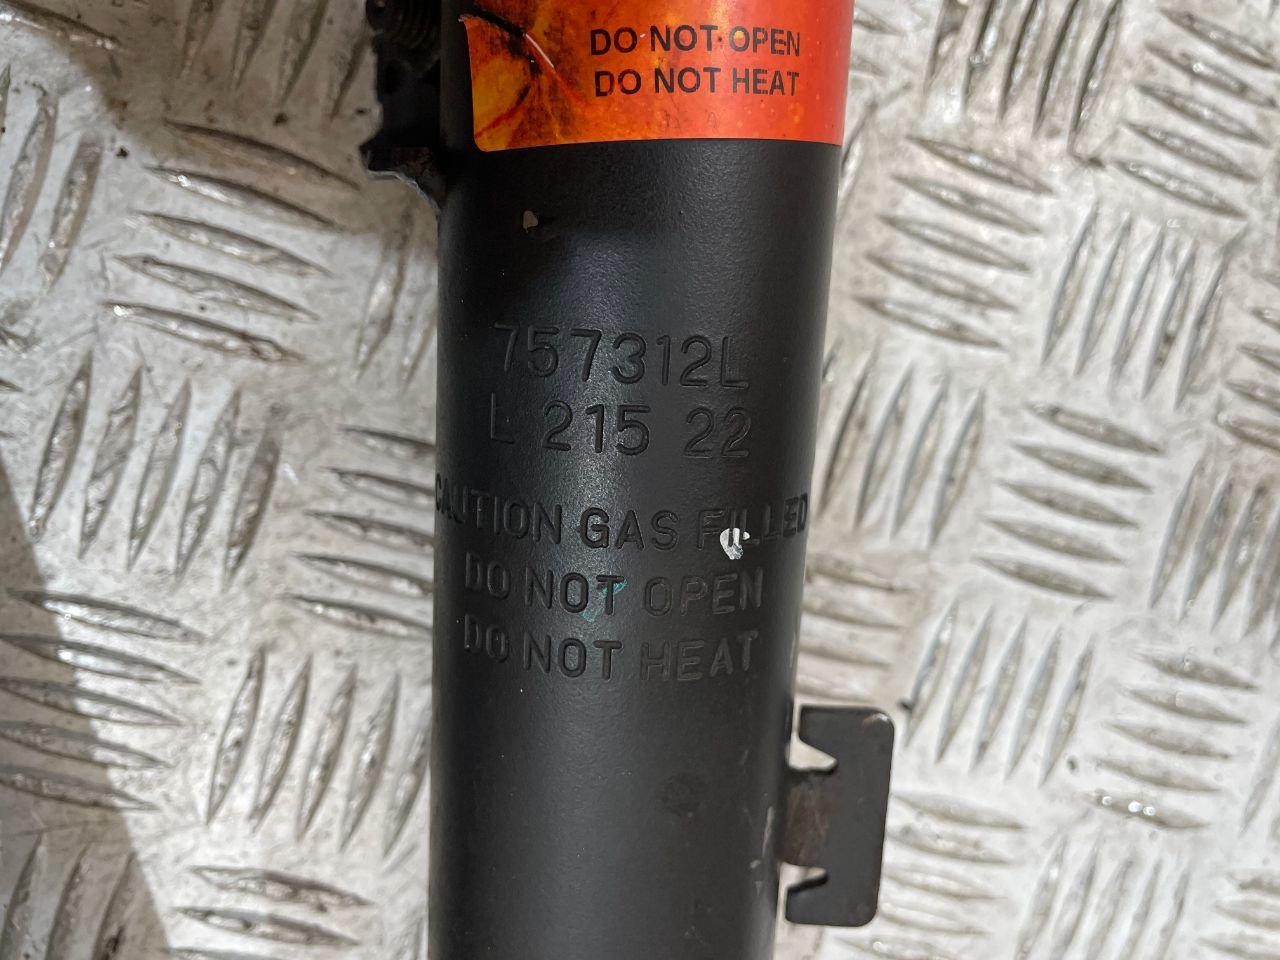 DO NOT OPEN
DO NOT HEAT
757312L
L 215 22
CAUTION GAS FILLED
DO NOT OPEN
DO NOT HEAT